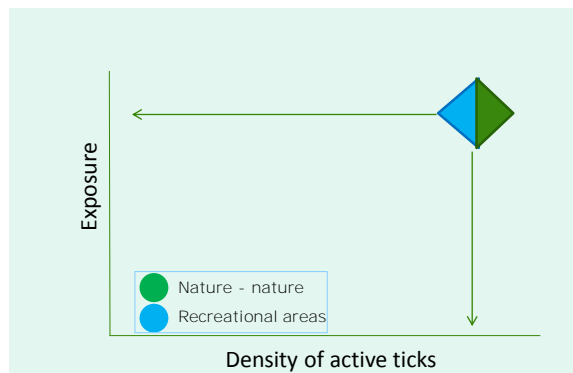 Exposure
Nature - nature
Recreational areas
Density of active ticks